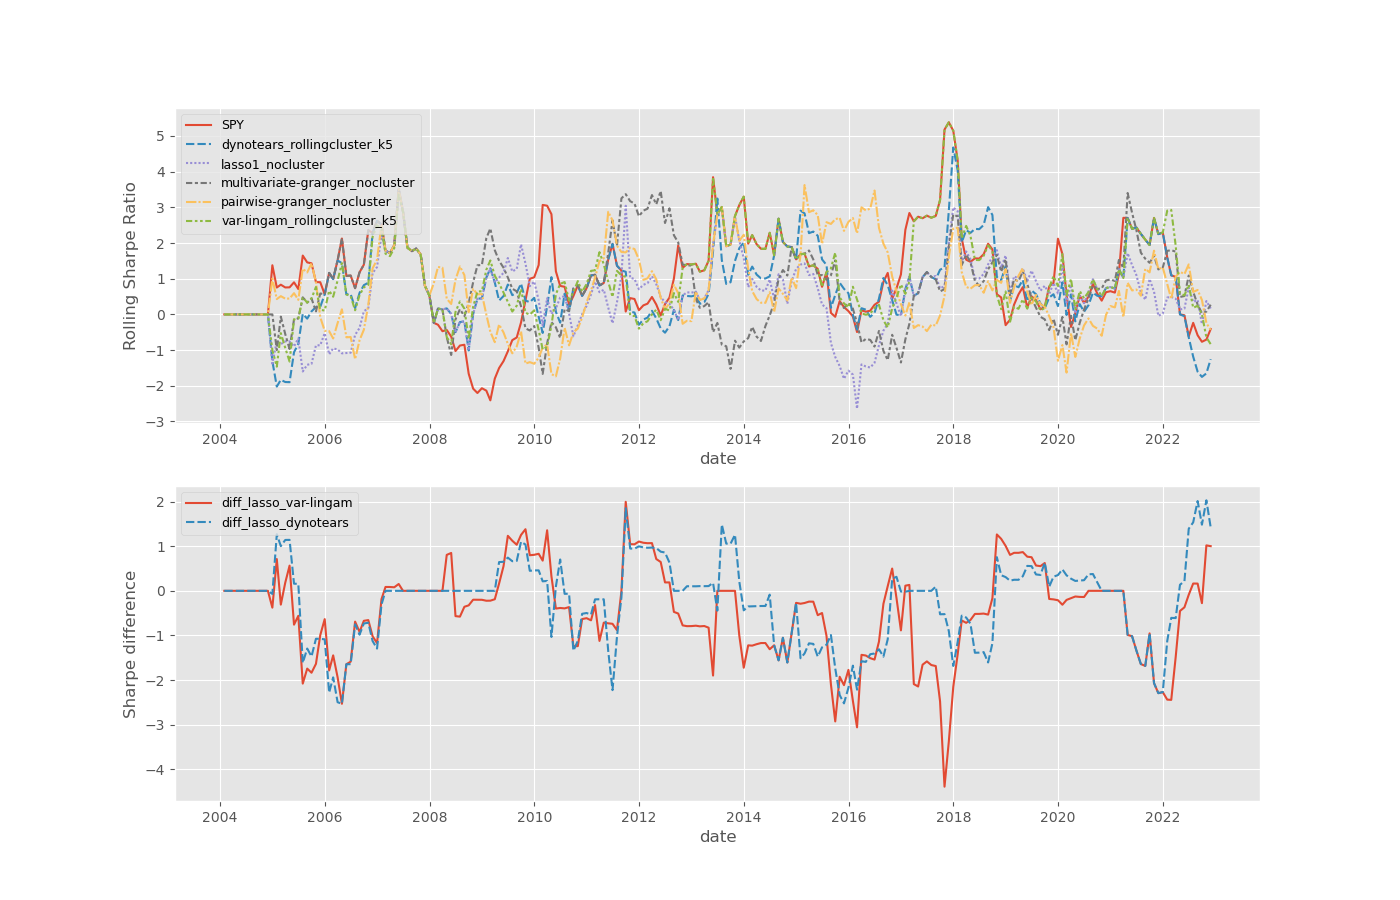 Rolling Sharpe Ratio
5
4
3
2
1
0
−1
−2
−3
SPY
dynotears_rollingcluster_k5
lasso1_nocluster
multivariate-granger_nocluster
pairwise-granger_nocluster
var-lingam_rollingcluster_k5
2004 2006 2008 2010 2012 2014 2016 2018 2020 2022
date
Sharpe difference
2
1
0
−1
−2
−3
−4
diff_lasso_var-lingam
diff_lasso_dynotears
2004 2006 2008 2010 2012 2014 2016 2018 2020 2022
date